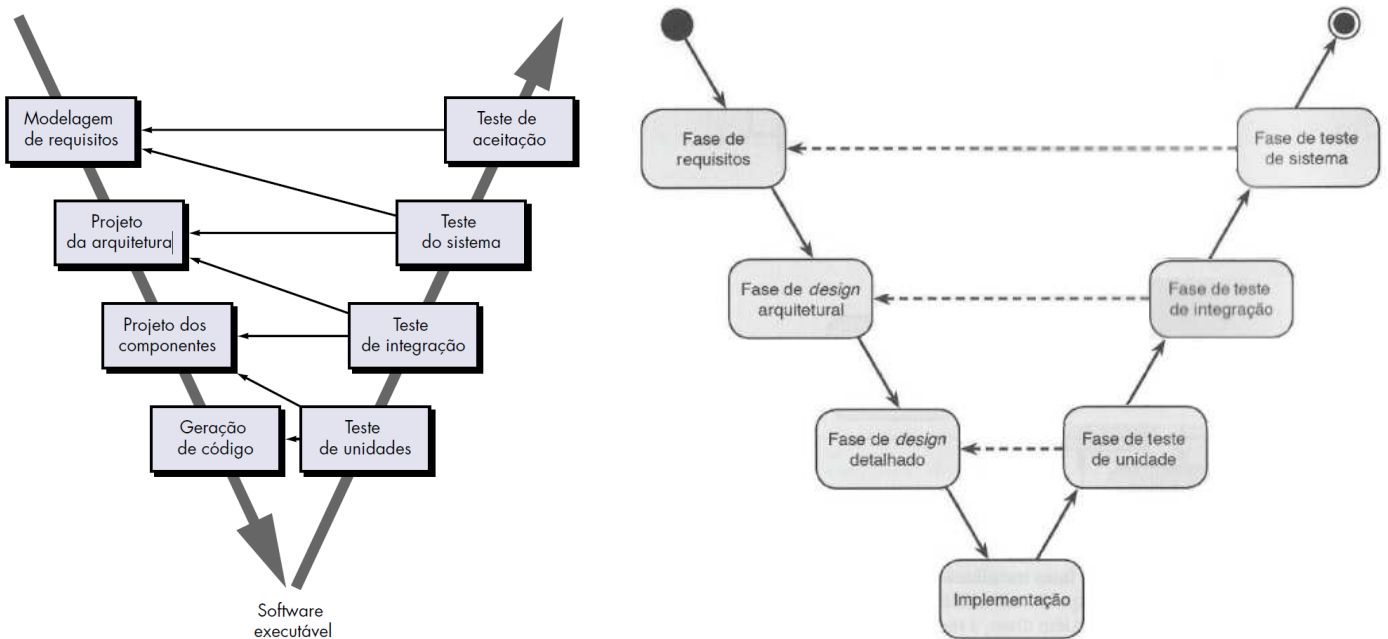 Modelagem
de requisitos
Teste de
aceitação
Projeto
da arquitetura
Teste
do sistema
Projeto dos
componentes
Teste
de integração
Geração
de código
Teste
de unidades
Software
executável
Fase de
requisitos
Fase de teste
de sistema
Fase de design
arquitetural
Fase de teste
de integração
Fase de design
detalhado
Fase de teste
de unidade
Implementação